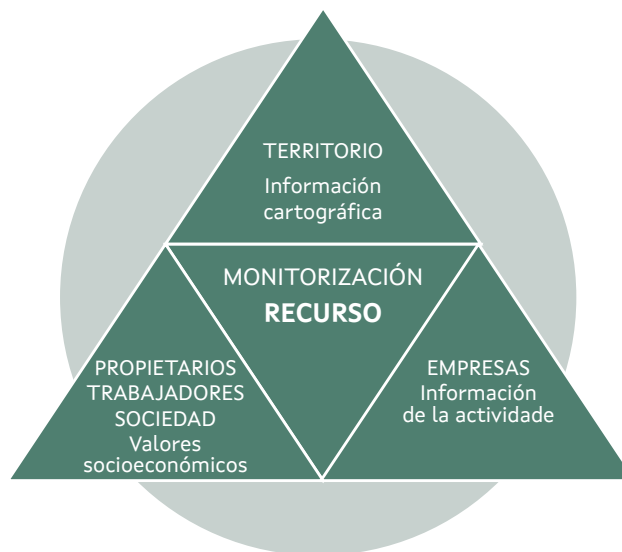 TERRITORIO
Información
cartográfica
MONITORIZACIÓN
RECURSO
PROPIETARIOS
TRABAJADORES
SOCIEDAD
Valores
socioeconómicos
EMPRESAS
Información
de la actividade